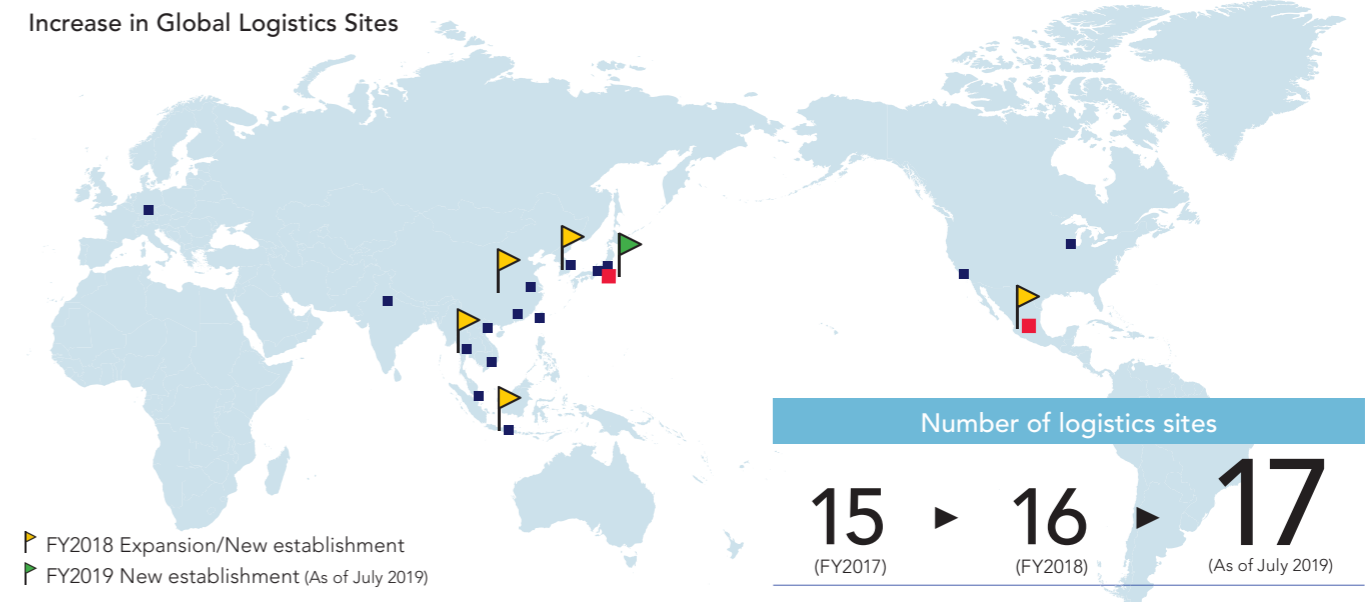 Increase in Global Logistics Sites
FY2018 Expansion/New establishment
FY2019 New establishment (As of July 2019)
Number of logistics sites
15 ► 16 ► 17
(FY2017) (FY2018) (As of July 2019)